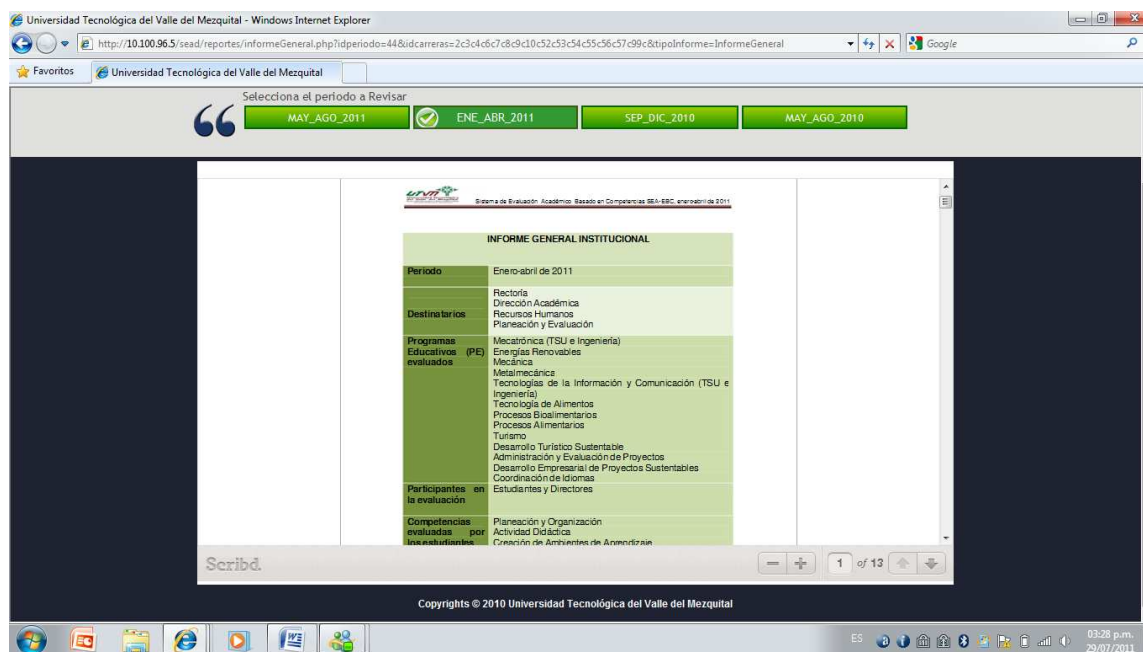 Universidad Tecnológica del Valle del Mezquital - Windows Internet Explorer
http://10.100.96.5/sead/reportes/informeGeneral.php?idperiodo=44&idcarreras=2c3c4c6c7c8c9c10c52c53c54c55c56c57c99c&tipoInforme=InformeGeneral
Google
Favoritos
Universidad Tecnológica del Valle del Mezquital
Selecciona el periodo a Revisar
MAY_AGO_2011 ENE_ABR_2011 SEP_DIC_2010 MAY_AGO_2010
utvm
Sistema de Evaluación Académico Basado en Competencias SEA-EBC, enero-abril de 2011
INFORME GENERAL INSTITUCIONAL
Periodo Enero-abril de 2011
Rectoría
Dirección Académica
Destinatarios Recursos Humanos
Planeación y Evaluación
Programas Mecatrónica (TSU e Ingeniería)
Educativos (PE) Energías Renovables
evaluados Mecánica
Metalmecánica
Tecnologías de la Información y Comunicación (TSU e
Ingeniería)
Tecnología de Alimentos
Procesos Bioalimentarios
Procesos Alimentarios
Turismo
Desarrollo Turístico Sustentable
Administración y Evaluación de Proyectos
Desarrollo Empresarial de Proyectos Sustentables
Coordinación de Idiomas
Participantes en Estudiantes y Directores
la evaluación
Competencias Planeación y Organización
evaluadas por Actividad Didáctica
los estudiantes Creación de Ambientes de Aprendizaje
Scribd.
1 of 13
Copyrights © 2010 Universidad Tecnológica del Valle del Mezquital
ES
03:28 p.m.
29/07/2011